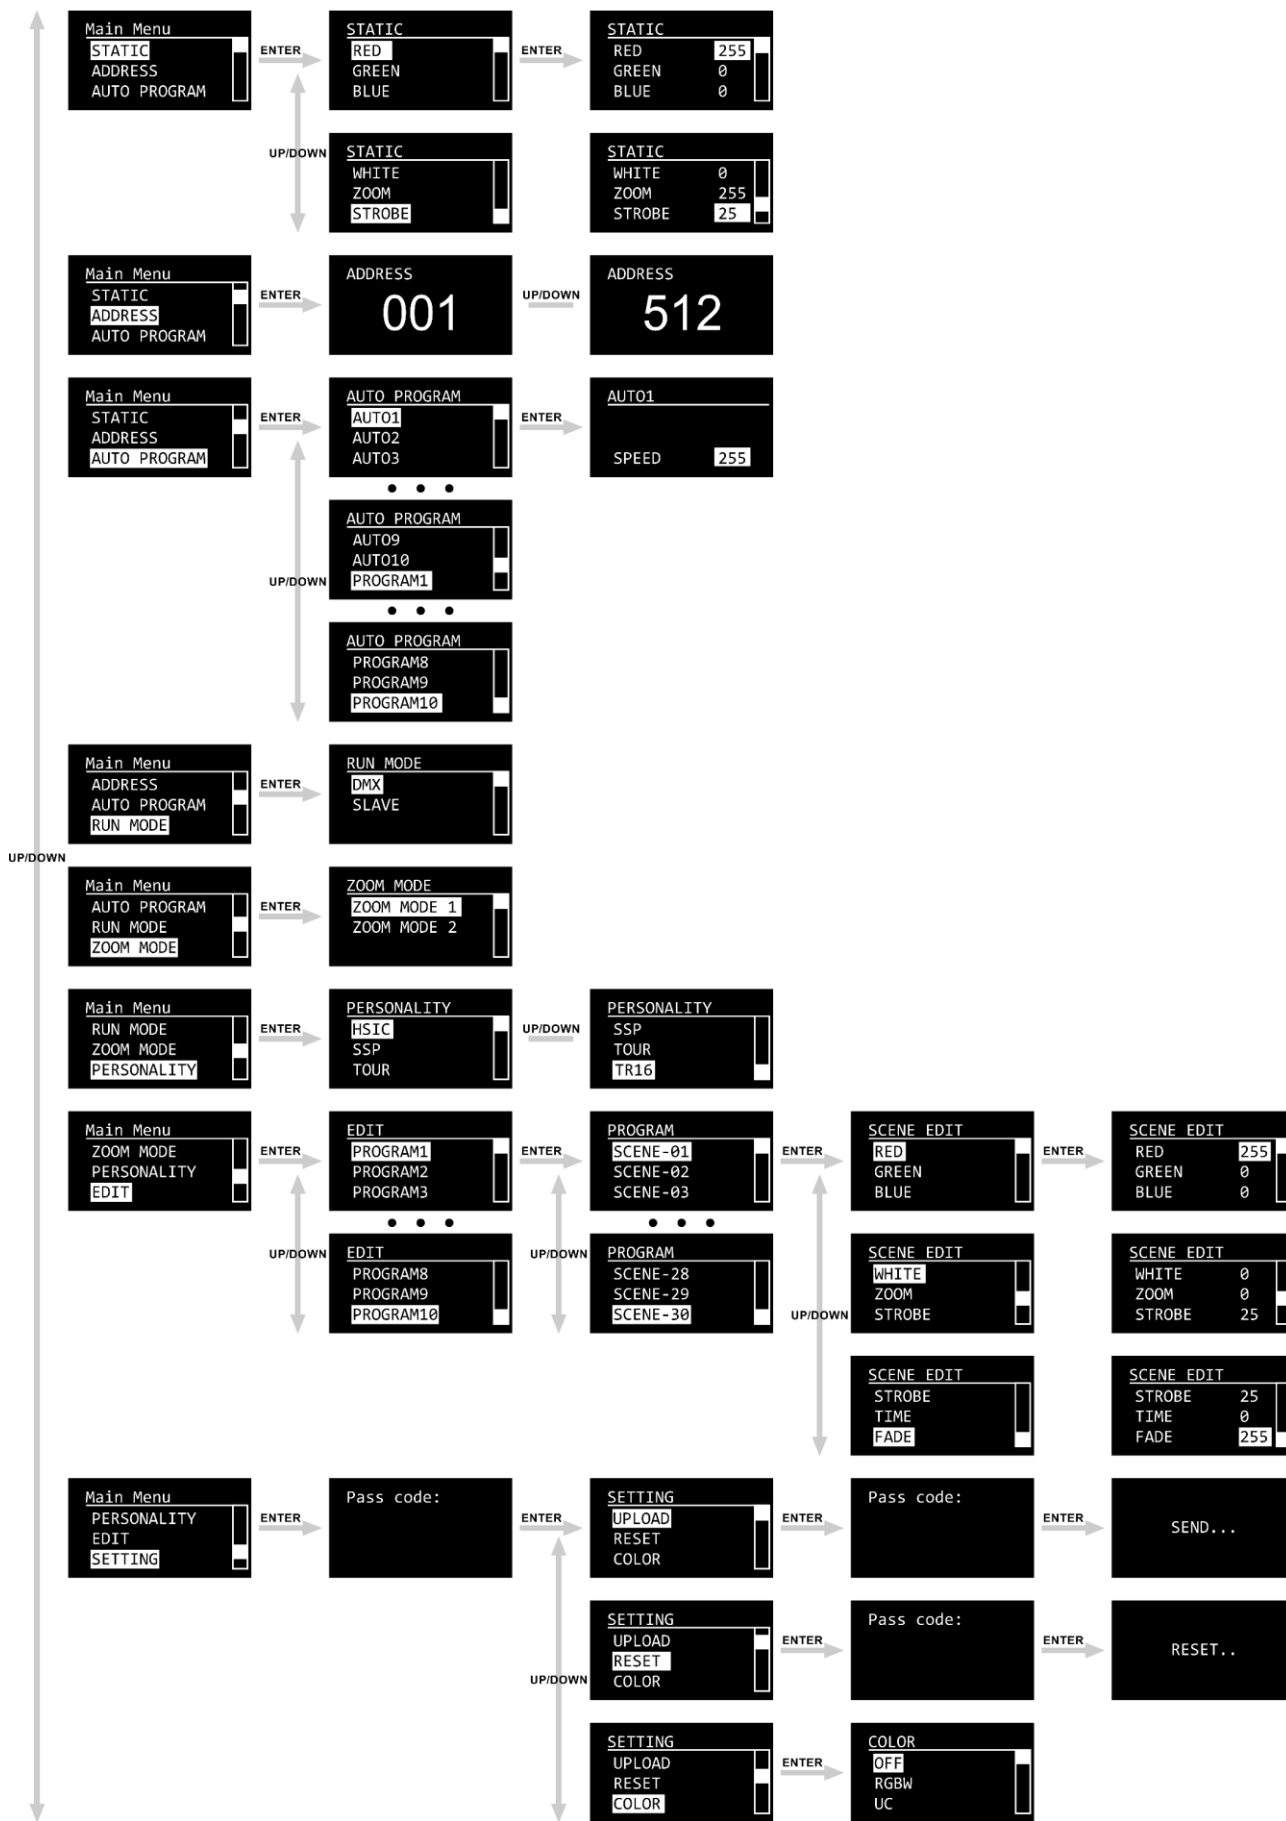 Main Menu
STATIC
ADDRESS
AUTO PROGRAM
ENTER
STATIC
RED
GREEN
BLUE
ENTER
STATIC
RED 255
GREEN 0
BLUE 0
UP/DOWN
STATIC
WHITE
ZOOM
STROBE
STATIC
WHITE 0
ZOOM 255
STROBE 25
Main Menu
STATIC
ADDRESS
AUTO PROGRAM
ENTER
ADDRESS
001
UP/DOWN
ADDRESS
512
Main Menu
STATIC
ADDRESS
AUTO PROGRAM
ENTER
AUTO PROGRAM
AUTO1
AUTO2
AUTO3
ENTER
AUTO1
SPEED 255
AUTO PROGRAM
AUTO9
AUTO10
PROGRAM1
UP/DOWN
AUTO PROGRAM
PROGRAM8
PROGRAM9
PROGRAM10
Main Menu
ADDRESS
AUTO PROGRAM
RUN MODE
ENTER
RUN MODE
DMX
SLAVE
UP/DOWN
Main Menu
AUTO PROGRAM
RUN MODE
ZOOM MODE
ENTER
ZOOM MODE
ZOOM MODE 1
ZOOM MODE 2
Main Menu
RUN MODE
ZOOM MODE
PERSONALITY
ENTER
PERSONALITY
HSIC
SSP
TOUR
UP/DOWN
PERSONALITY
SSP
TOUR
TR16
Main Menu
ZOOM MODE
PERSONALITY
EDIT
ENTER
EDIT
PROGRAM1
PROGRAM2
PROGRAM3
ENTER
PROGRAM
SCENE-01
SCENE-02
SCENE-03
ENTER
SCENE EDIT
RED
GREEN
BLUE
ENTER
SCENE EDIT
RED 255
GREEN 0
BLUE 0
UP/DOWN
EDIT
PROGRAM8
PROGRAM9
PROGRAM10
UP/DOWN
PROGRAM
SCENE-28
SCENE-29
SCENE-30
UP/DOWN
SCENE EDIT
WHITE
ZOOM
STROBE
SCENE EDIT
WHITE 0
ZOOM 0
STROBE 25
SCENE EDIT
STROBE
TIME
FADE
SCENE EDIT
STROBE 25
TIME 0
FADE 255
Main Menu
PERSONALITY
EDIT
SETTING
ENTER
Pass code:
ENTER
SETTING
UPLOAD
RESET
COLOR
ENTER
Pass code:
ENTER
SEND...
UP/DOWN
SETTING
UPLOAD
RESET
COLOR
ENTER
Pass code:
ENTER
RESET..
SETTING
UPLOAD
RESET
COLOR
ENTER
COLOR
OFF
RGBW
UC